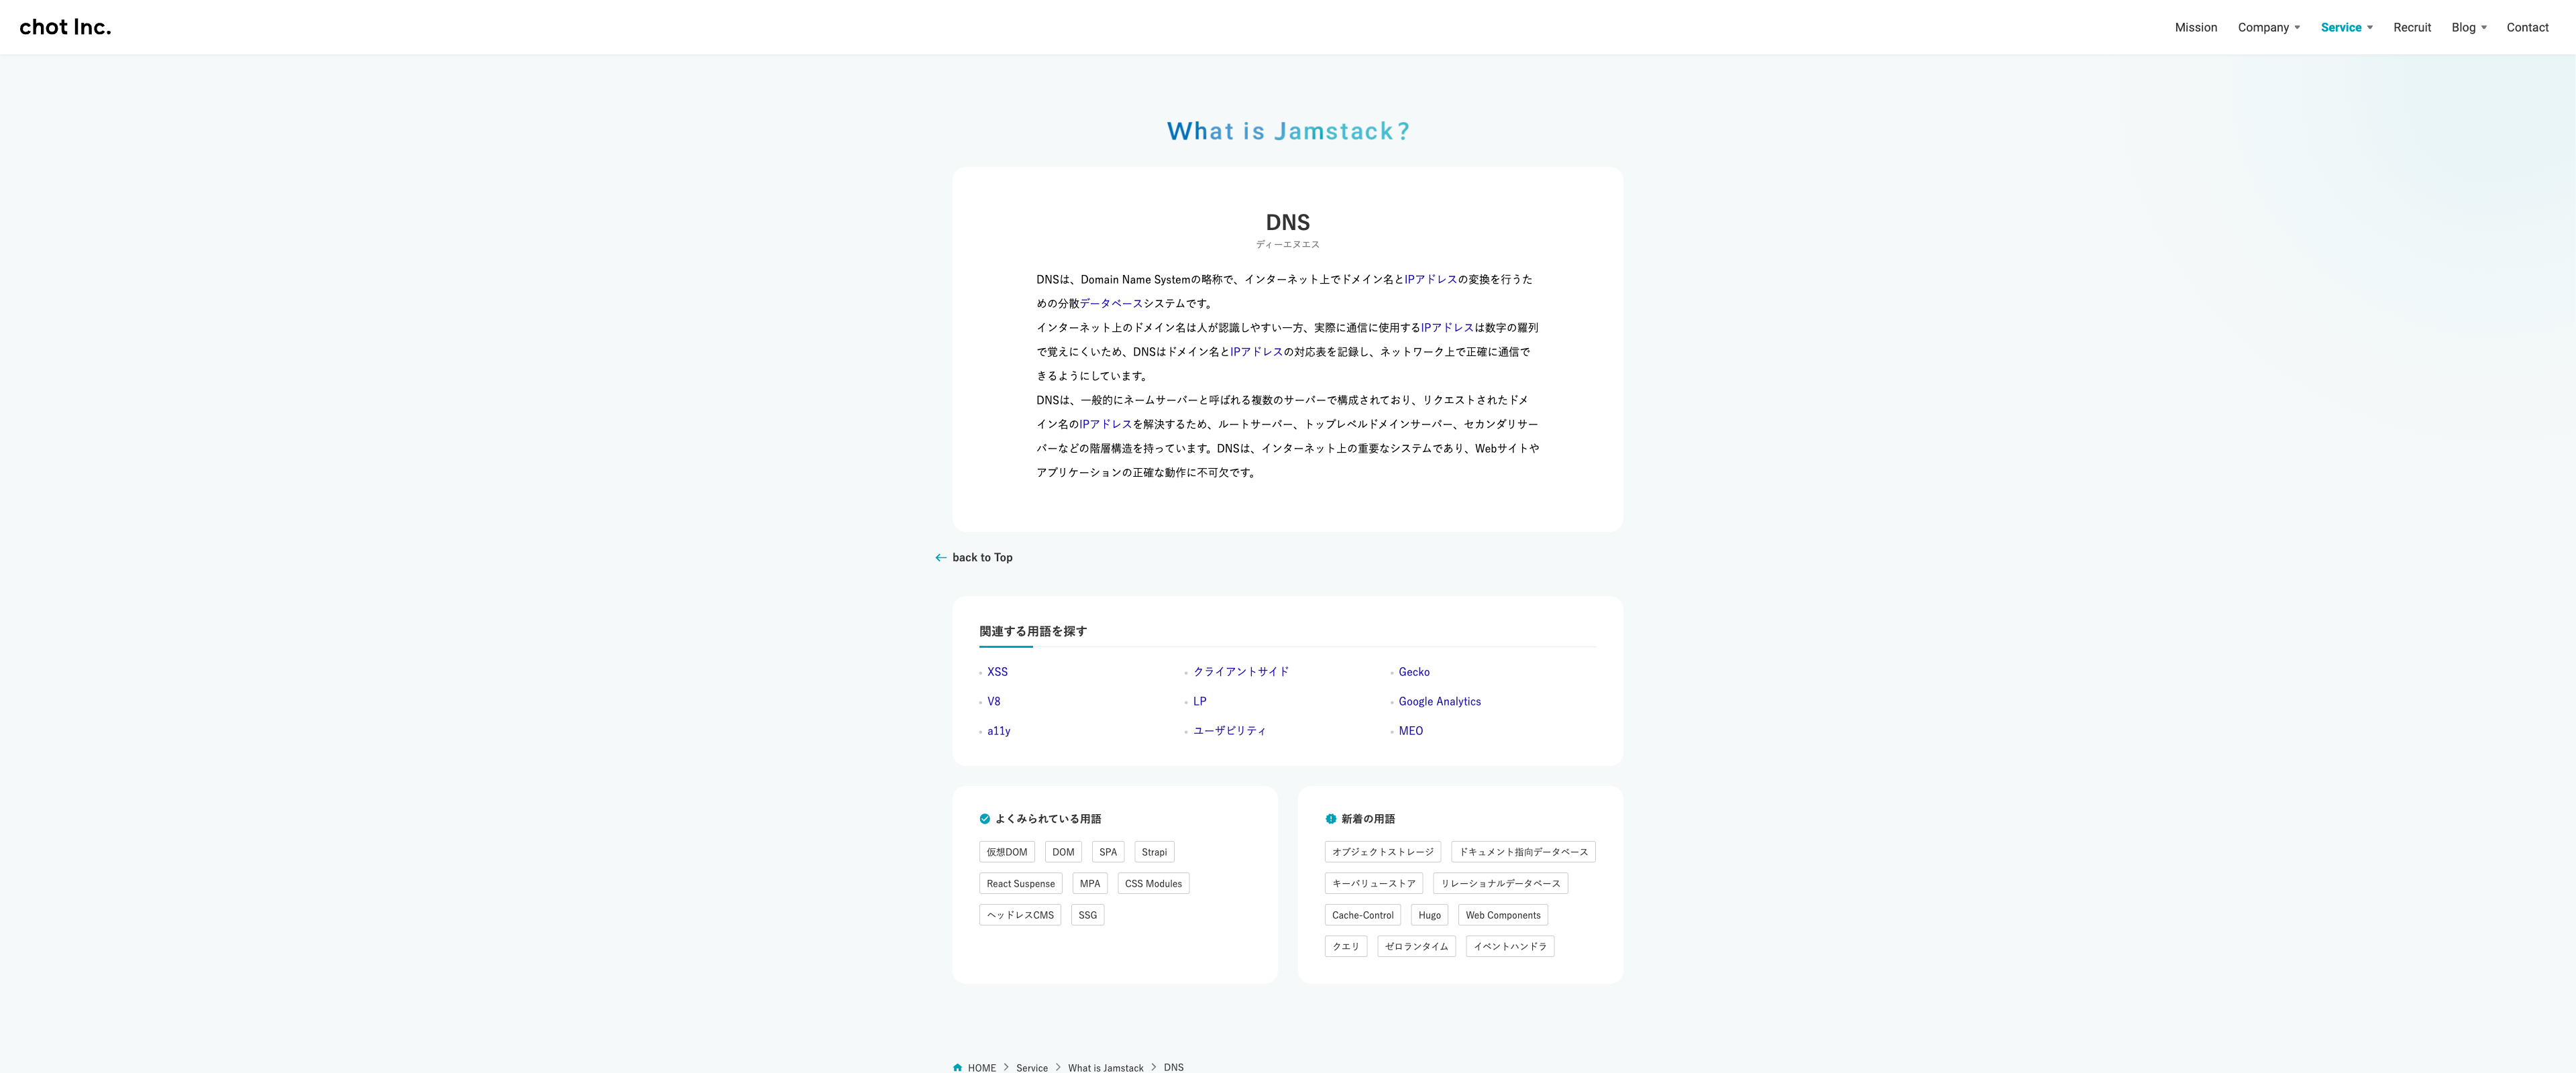 chot Inc.
Mission Company Service Recruit Blog Contact
What is Jamstack?
DNS
ディーエヌエス
DNSは、Domain Name Systemの略称で、インターネット上でドメイン名とIPアドレスの変換を行うた
めの分散データベースシステムです。
インターネット上のドメイン名は人が認識しやすい一方、実際に通信に使用するIPアドレスは数字の羅列
で覚えにくいため、DNSはドメイン名とIPアドレスの対応表を記録し、ネットワーク上で正確に通信で
きるようにしています。
DNSは、一般的にネームサーバーと呼ばれる複数のサーバーで構成されており、リクエストされたドメ
イン名のIPアドレスを解決するため、ルートサーバー、トップレベルドメインサーバー、セカンダリサー
バーなどの階層構造を持っています。DNSは、インターネット上の重要なシステムであり、Webサイトや
アプリケーションの正確な動作に不可欠です。
back to Top
関連する用語を探す
XSS クライアントサイド Gecko
V8 LP Google Analytics
a11y ユーザビリティ MEO
よくみられている用語
仮想DOM DOM SPA Strapi
React Suspense MPA CSS Modules
ヘッドレスCMS SSG
新着の用語
オブジェクトストレージ ドキュメント指向データベース
キーバリューストア リレーショナルデータベース
Cache-Control Hugo Web Components
クエリ ゼロランタイム イベントハンドラ
HOME Service What is Jamstack DNS